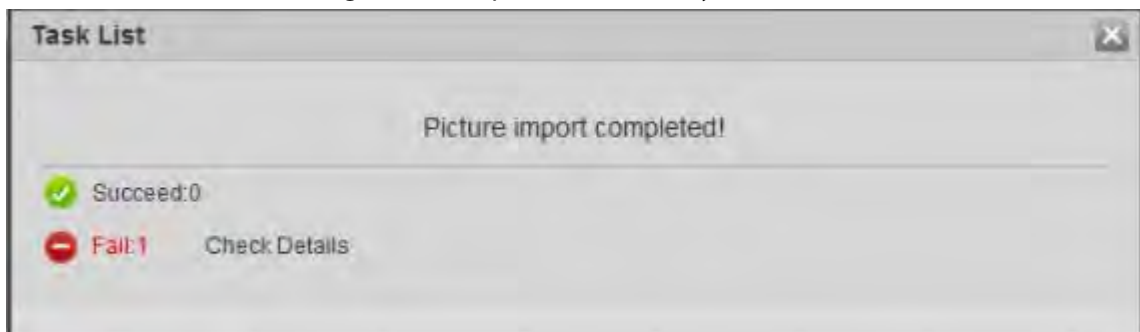 Task List
Picture import completed!
Succeed:0
Fail:1 Check Details